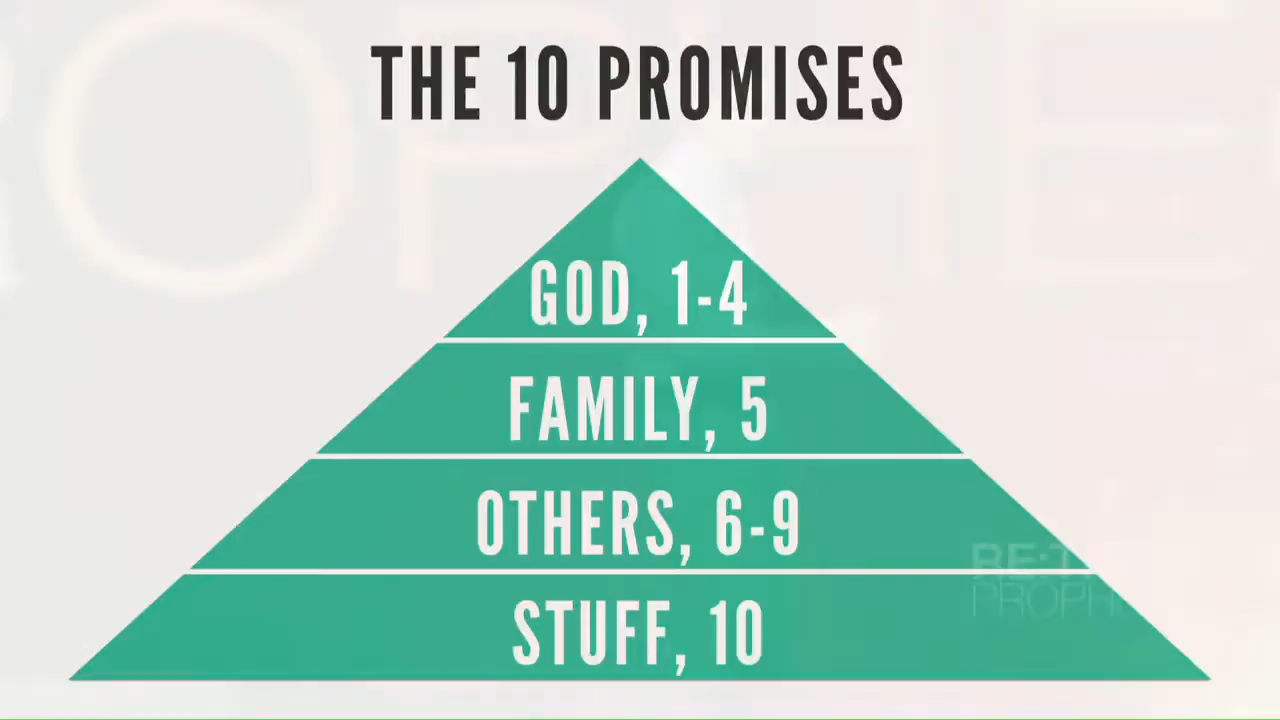 THE 10 PROMISES
GOD, 1-4
FAMILY, 5
OTHERS, 6-9
STUFF, 10